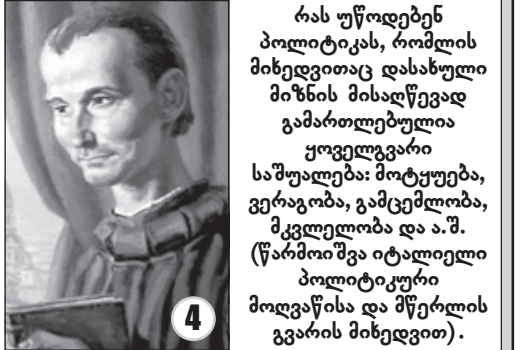 რას უწოდებენ
პოლიტიკას, რომლის
მიხედვითაც დასახული
მიზნის მისაღწევად
გამართლებულია
ყოველგვარი
საშუალება: მოტყუება,
ვერაგობა, გამცემლობა,
მკვლელობა და ა.შ.
(წარმოიშვა იტალიელი
პოლიტიკური
მოღვაწისა და მწერლის
გვარის მიხედვით).
4